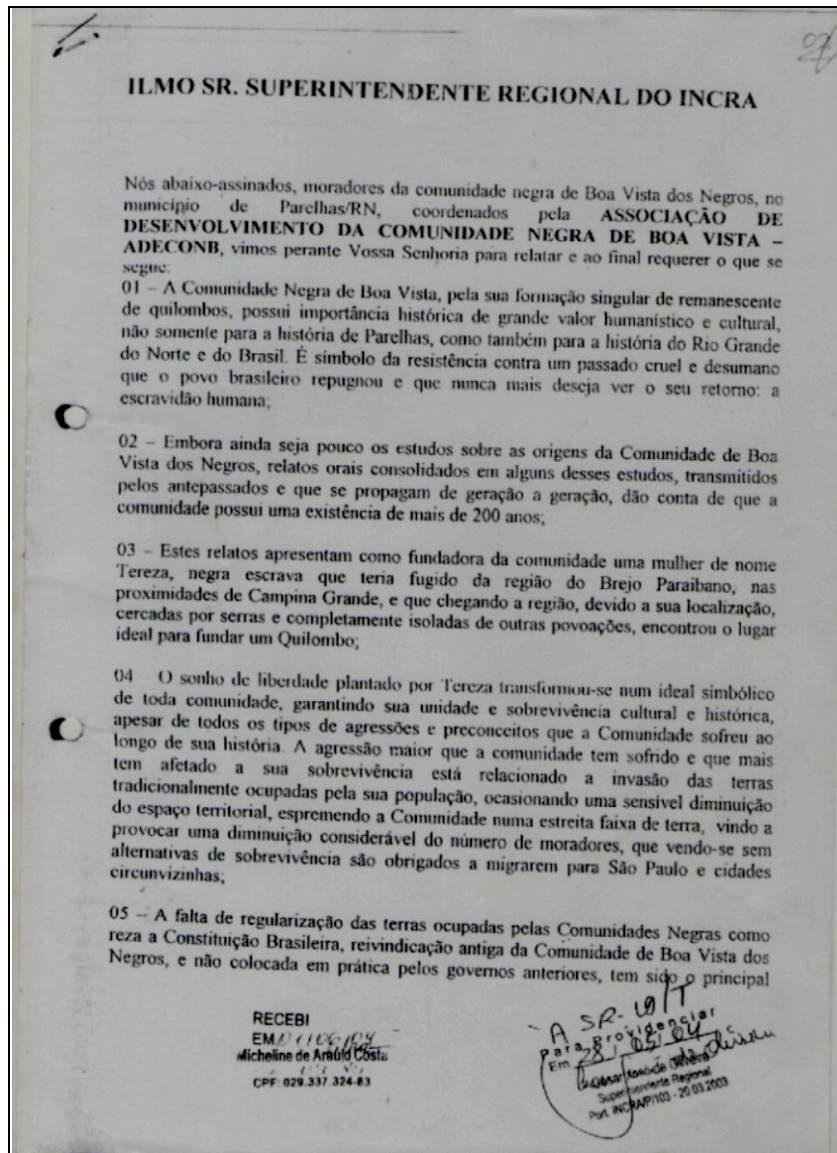 07
ILMO SR. SUPERINTENDENTE REGIONAL DO INCRA
Nós abaixo-assinados, moradores da comunidade negra de Boa Vista dos Negros, no
município de Parelhas/RN, coordenados pela ASSOCIAÇÃO DE
DESENVOLVIMENTO DA COMUNIDADE NEGRA DE BOA VISTA –
ADECONB, vimos perante Vossa Senhoria para relatar e ao final requerer o que se
segue:
01 – A Comunidade Negra de Boa Vista, pela sua formação singular de remanescente
de quilombos, possui importância histórica de grande valor humanístico e cultural,
não somente para a história de Parelhas, como também para a história do Rio Grande
do Norte e do Brasil. É símbolo da resistência contra um passado cruel e desumano
que o povo brasileiro repugnou e que nunca mais deseja ver o seu retorno: a
escravidão humana;
02 – Embora ainda seja pouco os estudos sobre as origens da Comunidade de Boa
Vista dos Negros, relatos orais consolidados em alguns desses estudos, transmitidos
pelos antepassados e que se propagam de geração a geração, dão conta de que a
comunidade possui uma existência de mais de 200 anos;
03 – Estes relatos apresentam como fundadora da comunidade uma mulher de nome
Tereza, negra escrava que teria fugido da região do Brejo Paraibano, nas
proximidades de Campina Grande, e que chegando a região, devido a sua localização,
cercadas por serras e completamente isoladas de outras povoações, encontrou o lugar
ideal para fundar um Quilombo;
04 O sonho de liberdade plantado por Tereza transformou-se num ideal simbólico
de toda comunidade, garantindo sua unidade e sobrevivência cultural e histórica,
apesar de todos os tipos de agressões e preconceitos que a Comunidade sofreu ao
longo de sua história. A agressão maior que a comunidade tem sofrido e que mais
tem afetado a sua sobrevivência está relacionado a invasão das terras
tradicionalmente ocupadas pela sua população, ocasionando uma sensível diminuição
do espaço territorial, espremendo a Comunidade numa estreita faixa de terra, vindo a
provocar uma diminuição considerável do número de moradores, que vendo-se sem
alternativas de sobrevivência são obrigados a migrarem para São Paulo e cidades
circunvizinhas;
05 – A falta de regularização das terras ocupadas pelas Comunidades Negras como
reza a Constituição Brasileira, reivindicação antiga da Comunidade de Boa Vista dos
Negros, e não colocada em prática pelos governos anteriores, tem sido o principal
RECEBI
EM
Micheline de Araújo Costa
CPF: 029.337.324-83
A SR-19/T
Para providenciar
Em 28/05/04
Superintendente Regional
Port. INCRA/P/103 - 20.03.2003